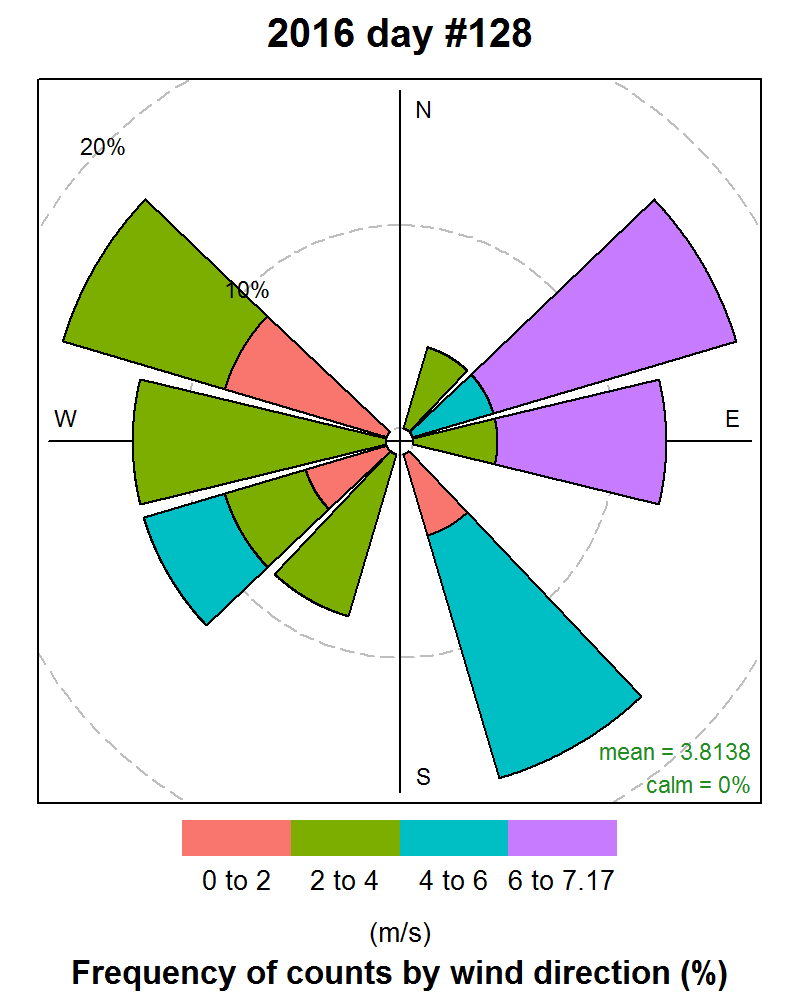 2016 day #128
N
20%
10%
W
E
S
mean = 3.8138
calm = 0%
0 to 2 2 to 4 4 to 6 6 to 7.17
(m/s)
Frequency of counts by wind direction (%)